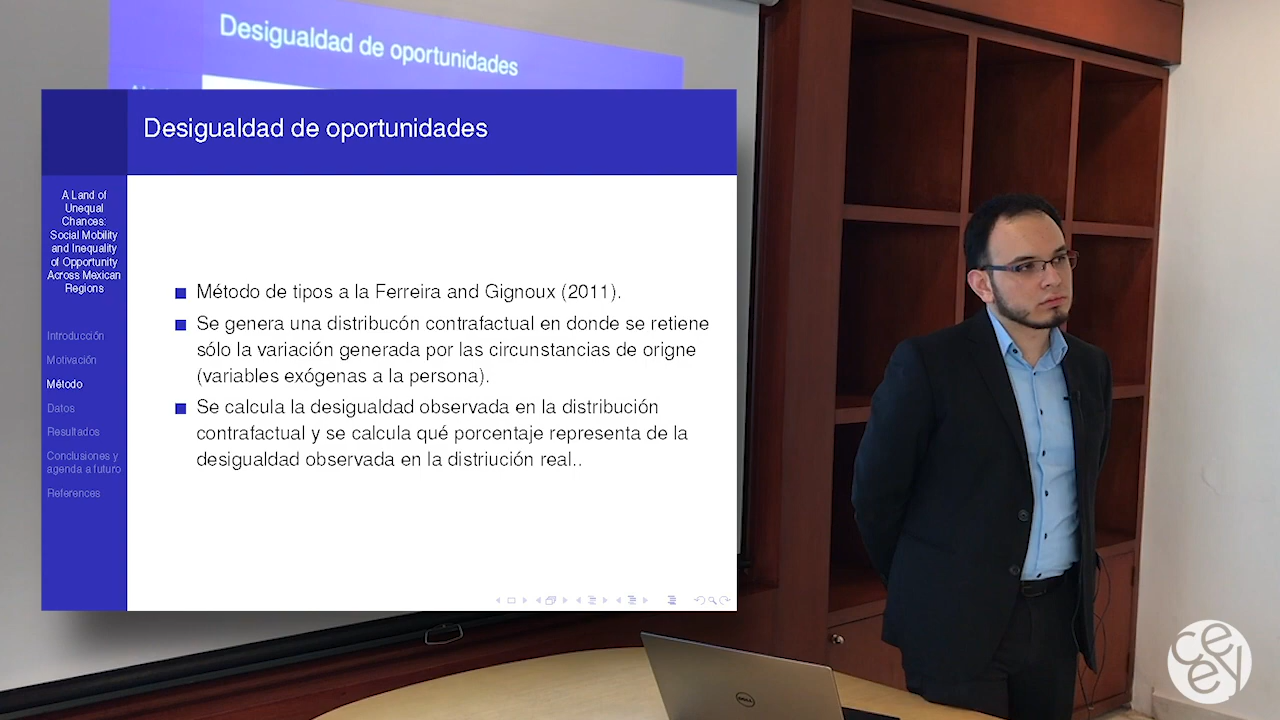 Desigualdad de oportunidades
Desigualdad de oportunidades
A Land of
Unequal
Chances:
Social Mobility
and Inequality
of Opportunity
Across Mexican
Regions
Introducción
Motivación
Método
Datos
Resultados
Conclusiones y
agenda a futuro
References
Método de tipos a la Ferreira and Gignoux (2011).
Se genera una distribucón contrafactual en donde se retiene
sólo la variación generada por las circunstancias de origne
(variables exógenas a la persona).
Se calcula la desigualdad observada en la distribución
contrafactual y se calcula qué porcentaje representa de la
desigualdad observada en la distriución real..
DELL
ceey